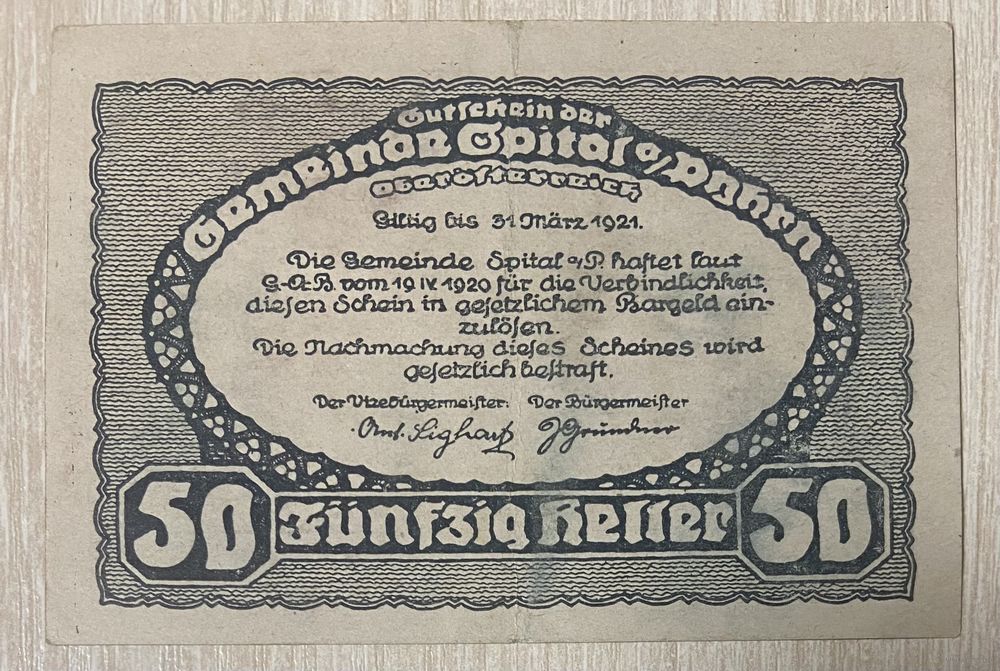 Gutschein der
Gemeinde Spital a/Pyhrn
Oberösterreich
Giltig bis 31 März 1921.
Die Gemeinde Spital a/P. haftet laut
G.-A.-B. vom 19 IV 1920 für die Verbindlichkeit,
diesen Schein in gesetzlichem Bargeld ein-
zulösen.
Die Nachmachung dieses Scheines wird
gesetzlich bestraft.
Der Vizebürgermeister: Der Bürgermeister
Ant. J Grundner
50 Fünfzig Heller 50